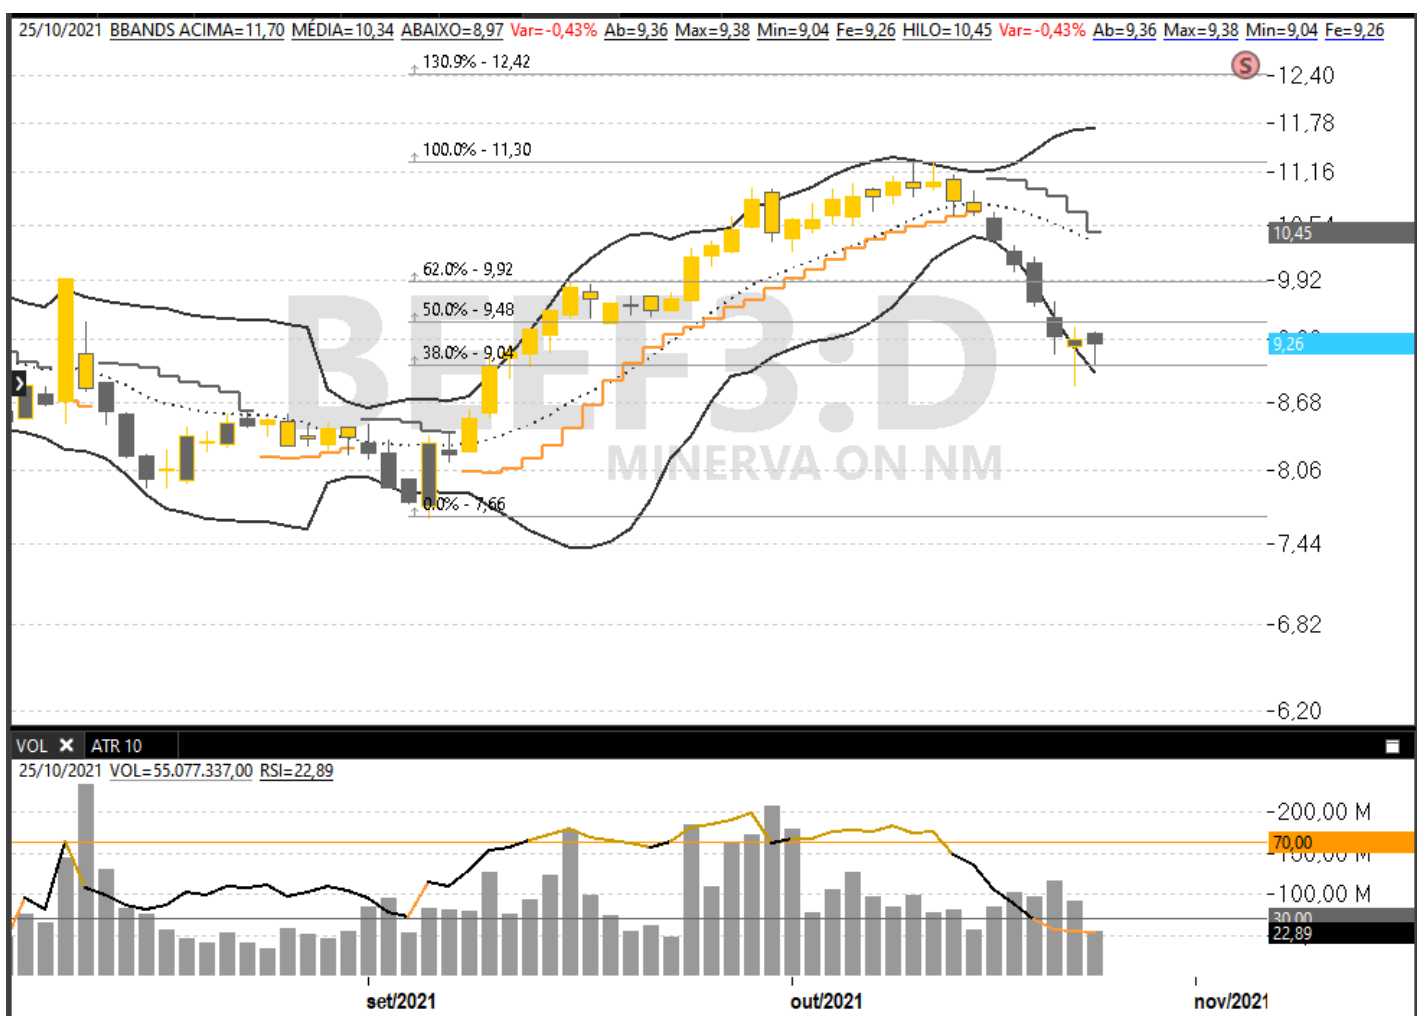 25/10/2021 BBANDS ACIMA=11,70 MÉDIA=10,34 ABAIXO=8,97 Var=-0,43% Ab=9,36 Max=9,38 Min=9,04 Fe=9,26 HILO=10,45 Var=-0,43% Ab=9,36 Max=9,38 Min=9,04 Fe=9,26
130.9% - 12,42
S
12,40
11,78
100.0% - 11,30
11,16
10,54
10,45
62.0% - 9,92
9,92
50.0% - 9,48
9,26
38.0% - 9,04
BEEF3:D
8,68
MINERVA ON NM
8,06
0.0% - 7,66
7,44
6,82
6,20
VOL ATR 10
25/10/2021 VOL=55.077.337,00 RSI=22,89
200,00 M
70,00
150,00 M
100,00 M
30,00
22,89
set/2021 out/2021 nov/2021